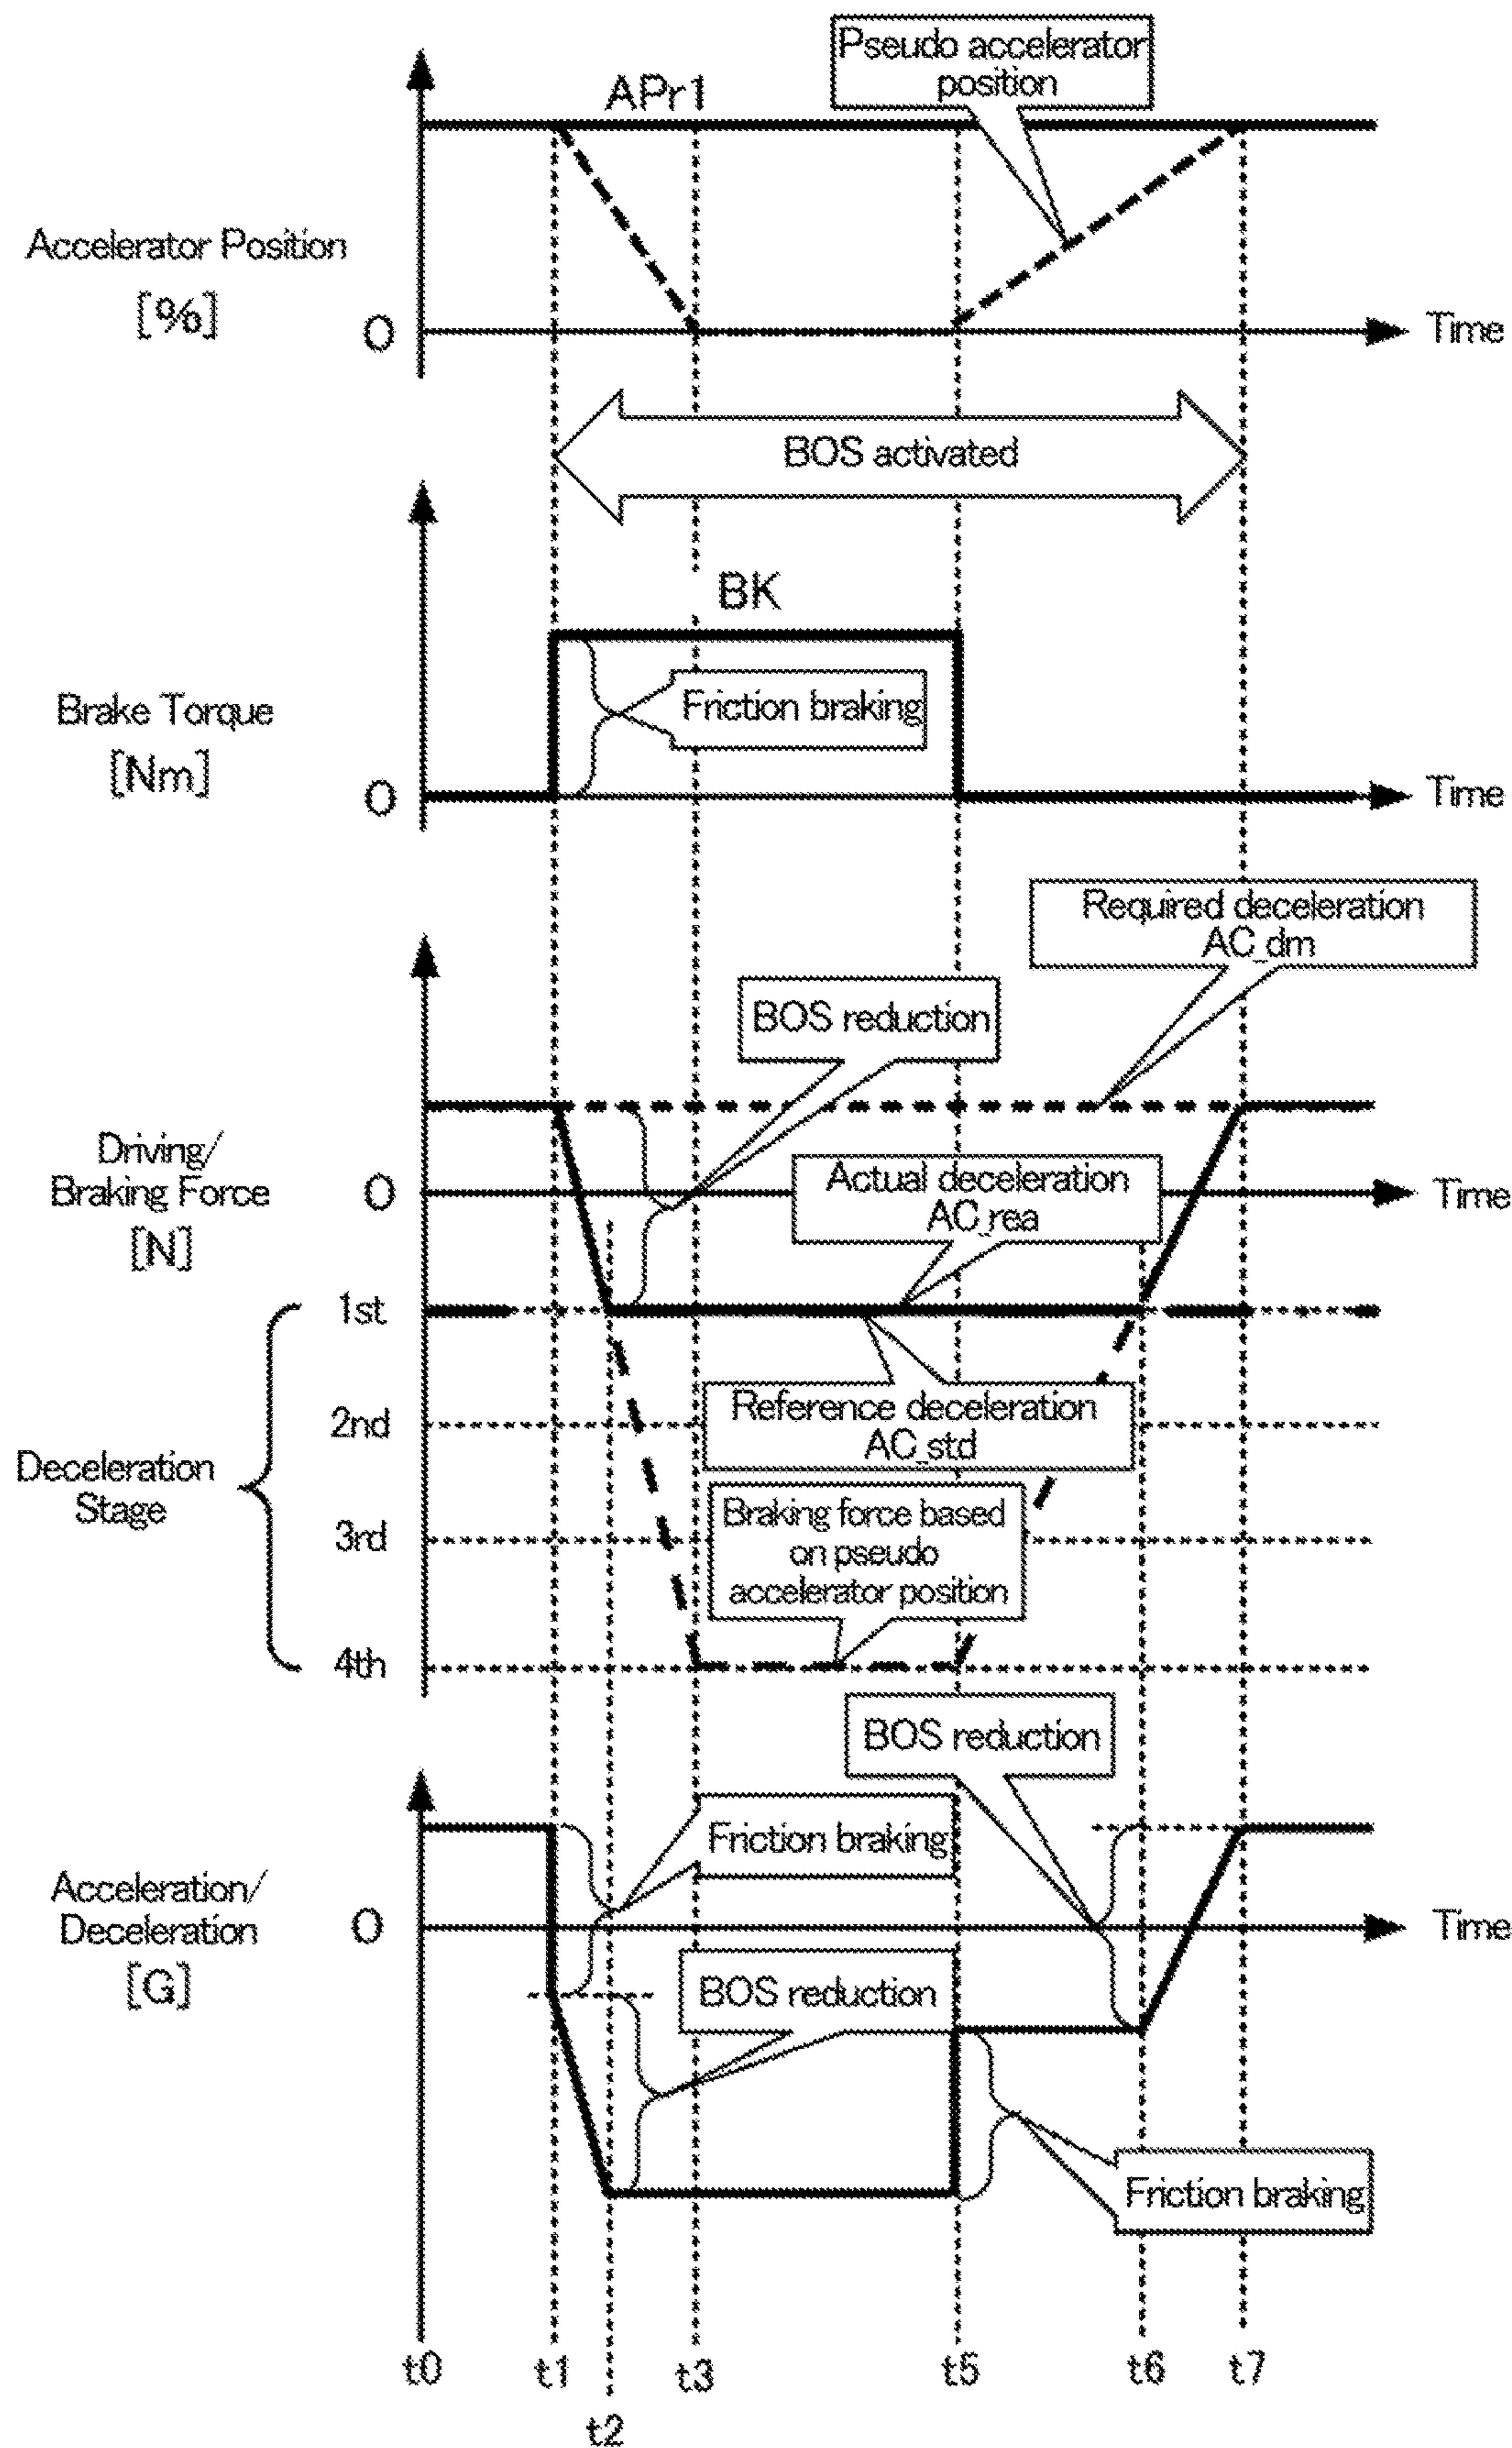 Pseudo accelerator
position
APr1
Accelerator Position
[%]
0
Time
BOS activated
BK
Friction braking
Brake Torque
[Nm]
0
Time
Required deceleration
AC_dm
BOS reduction
Driving/
Braking Force
[N]
0
Actual deceleration
AC_rea
Time
1st
Reference deceleration
AC_std
2nd
Deceleration
Stage
Braking force based
on pseudo
accelerator position
3rd
4th
BOS reduction
Friction braking
Acceleration/
Deceleration
[G]
0
Time
BOS reduction
Friction braking
t0
t1
t2
t3
t5
t6
t7